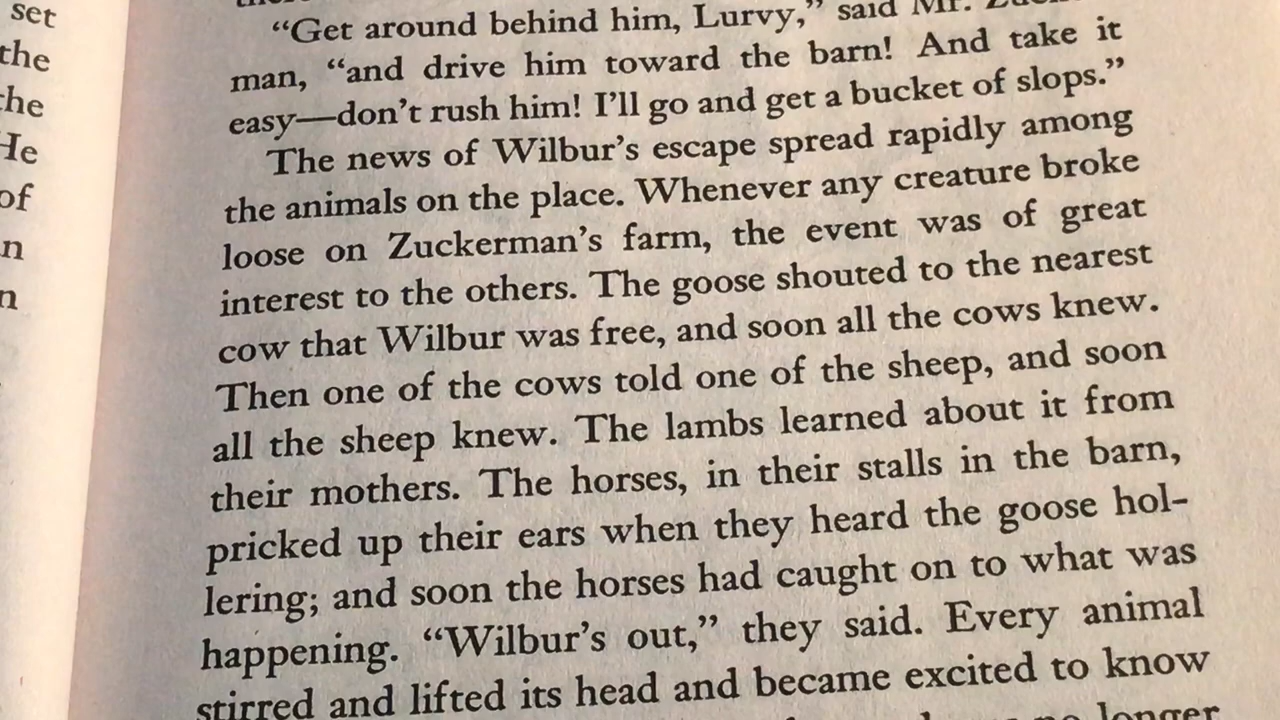 set
the
the
He
of
n
n
“Get around behind him, Lurvy,” said Mr.
man, “and drive him toward the barn! And take it
easy—don’t rush him! I’ll go and get a bucket of slops.”
The news of Wilbur’s escape spread rapidly among
the animals on the place. Whenever any creature broke
loose on Zuckerman’s farm, the event was of great
interest to the others. The goose shouted to the nearest
cow that Wilbur was free, and soon all the cows knew.
Then one of the cows told one of the sheep, and soon
all the sheep knew. The lambs learned about it from
their mothers. The horses, in their stalls in the barn,
pricked up their ears when they heard the goose hol-
lering; and soon the horses had caught on to what was
happening. “Wilbur’s out,” they said. Every animal
stirred and lifted its head and became excited to know
no longer